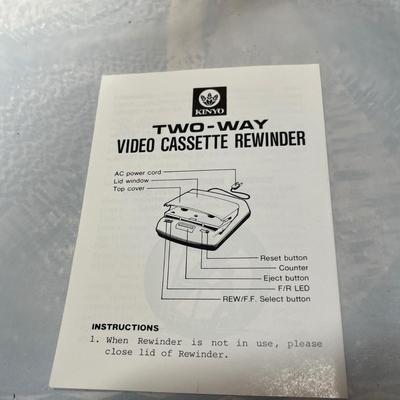 KINYO
TWO-WAY
VIDEO CASSETTE REWINDER
AC power cord
Lid window
Top cover
Reset button
Counter
Eject button
F/R LED
REW/F.F. Select button
INSTRUCTIONS
1. When Rewinder is not in use, please
close lid of Rewinder.